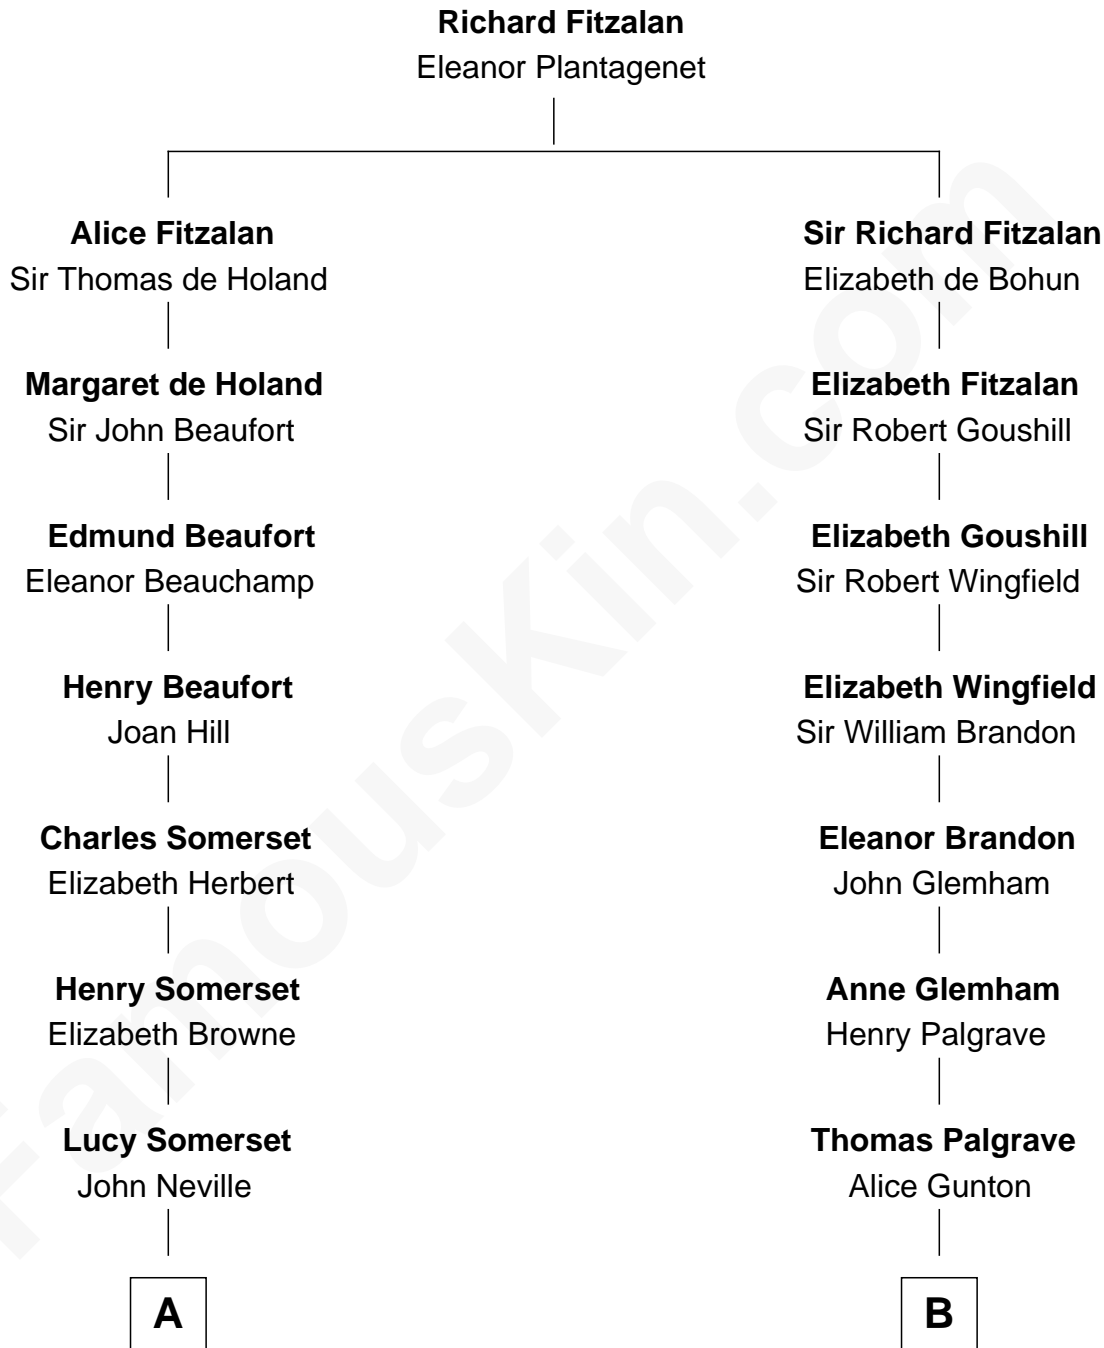 Richard Fitzalan
Eleanor Plantagenet
Alice Fitzalan
Sir Thomas de Holand
Sir Richard Fitzalan
Elizabeth de Bohun
Margaret de Holand
Sir John Beaufort
Elizabeth Fitzalan
Sir Robert Goushill
Edmund Beaufort
Eleanor Beauchamp
Elizabeth Goushill
Sir Robert Wingfield
Henry Beaufort
Joan Hill
Elizabeth Wingfield
Sir William Brandon
Charles Somerset
Elizabeth Herbert
Eleanor Brandon
John Glemham
Henry Somerset
Elizabeth Browne
Anne Glemham
Henry Palgrave
Lucy Somerset
John Neville
Thomas Palgrave
Alice Gunton
A
B
FamousKin.com